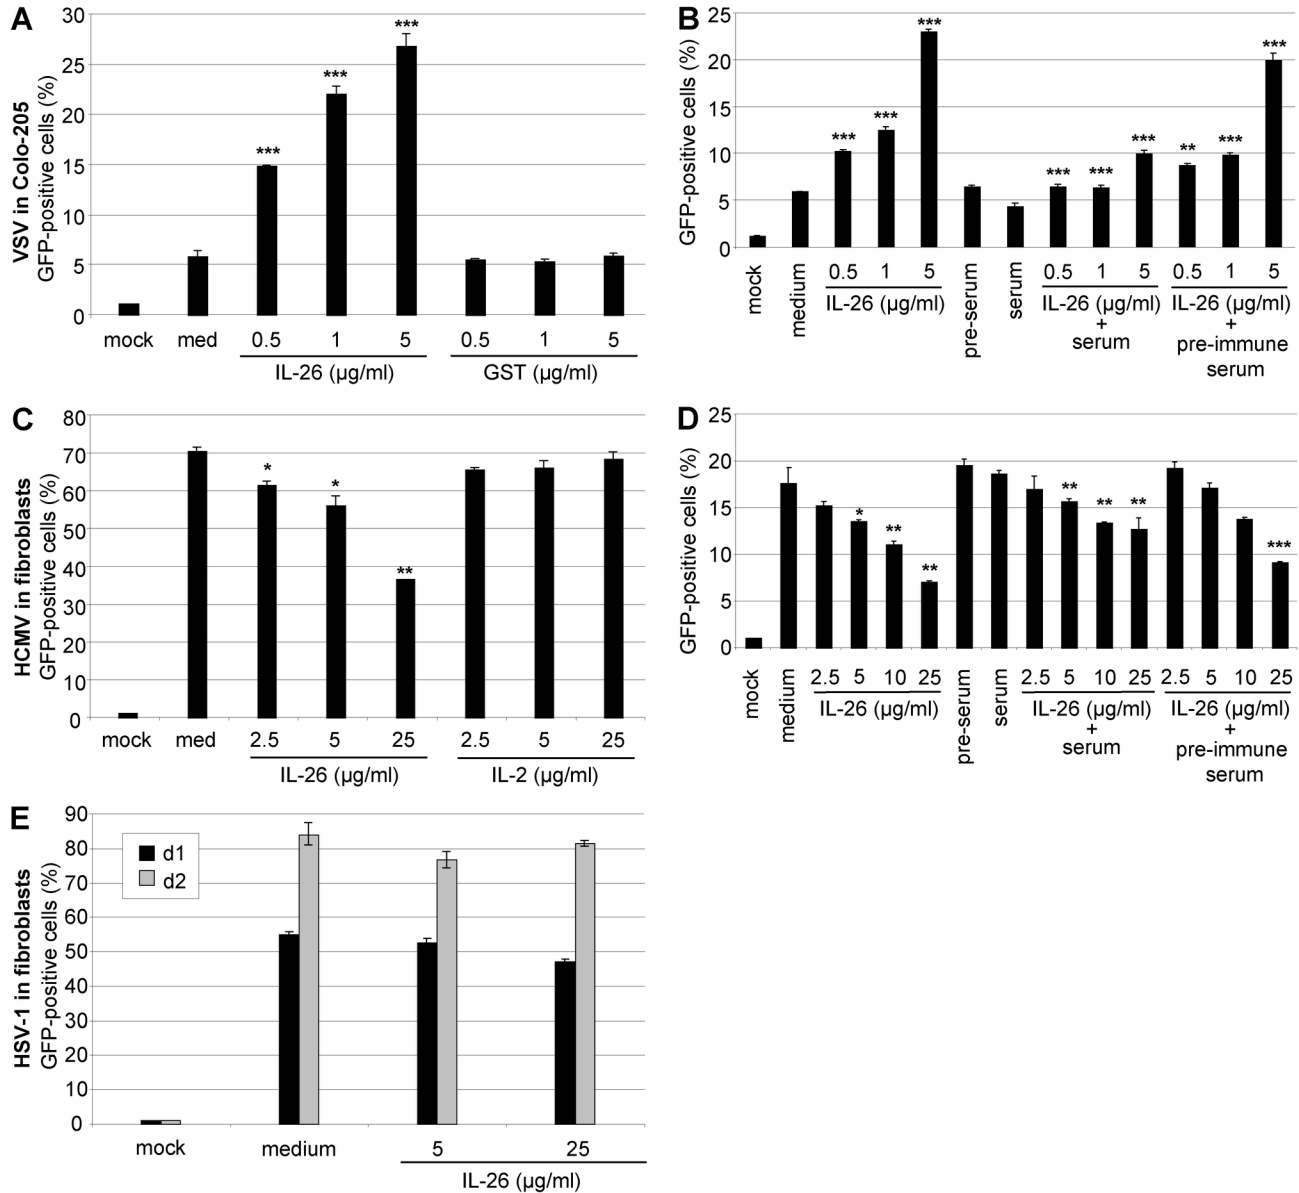 A
VSV in Colo-205
GFP-positive cells (%)
30
25
20
15
10
5
0
***
***
***
mock med 0.5 1 5 0.5 1 5
IL-26 (µg/ml) GST (µg/ml)
B
GFP-positive cells (%)
25
20
15
10
5
0
*** *** *** *** *** *** ** *** ***
mock medium 0.5 1 5 pre-serum serum 0.5 1 5 0.5 1 5
IL-26 (µg/ml) IL-26 (µg/ml) IL-26 (µg/ml)
+ +
serum pre-immune
serum
C
HCMV in fibroblasts
GFP-positive cells (%)
80
70
60
50
40
30
20
10
0
* * **
mock med 2.5 5 25 2.5 5 25
IL-26 (µg/ml) IL-2 (µg/ml)
D
GFP-positive cells (%)
25
20
15
10
5
0
* ** ** ** ** ** ***
mock medium 2.5 5 10 25 pre-serum serum 2.5 5 10 25 2.5 5 10 25
IL-26 (µg/ml) IL-26 (µg/ml) IL-26 (µg/ml)
+ +
serum pre-immune
serum
E
HSV-1 in fibroblasts
GFP-positive cells (%)
90
80
70
60
50
40
30
20
10
0
d1
d2
mock medium 5 25
IL-26 (µg/ml)